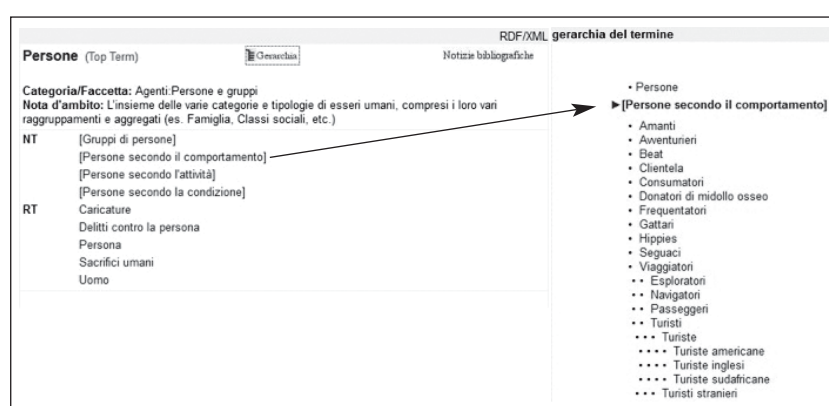 RDF/XML
Persone (Top Term) Gerarchia Notizie bibliografiche
Categoria/Faccetta: Agenti:Persone e gruppi
Nota d'ambito: L'insieme delle varie categorie e tipologie di esseri umani, compresi i loro vari
raggruppamenti e aggregati (es. Famiglia, Classi sociali, etc.)
NT [Gruppi di persone]
[Persone secondo il comportamento]
[Persone secondo l'attività]
[Persone secondo la condizione]
RT Caricature
Delitti contro la persona
Persona
Sacrifici umani
Uomo
gerarchia del termine
• Persone
►[Persone secondo il comportamento]
• Amanti
• Avventurieri
• Beat
• Clientela
• Consumatori
• Donatori di midollo osseo
• Frequentatori
• Gattari
• Hippies
• Seguaci
• Viaggiatori
• • Esploratori
• • Navigatori
• • Passeggeri
• • Turisti
• • • Turiste
• • • • Turiste americane
• • • • Turiste inglesi
• • • • Turiste sudafricane
• • • Turisti stranieri